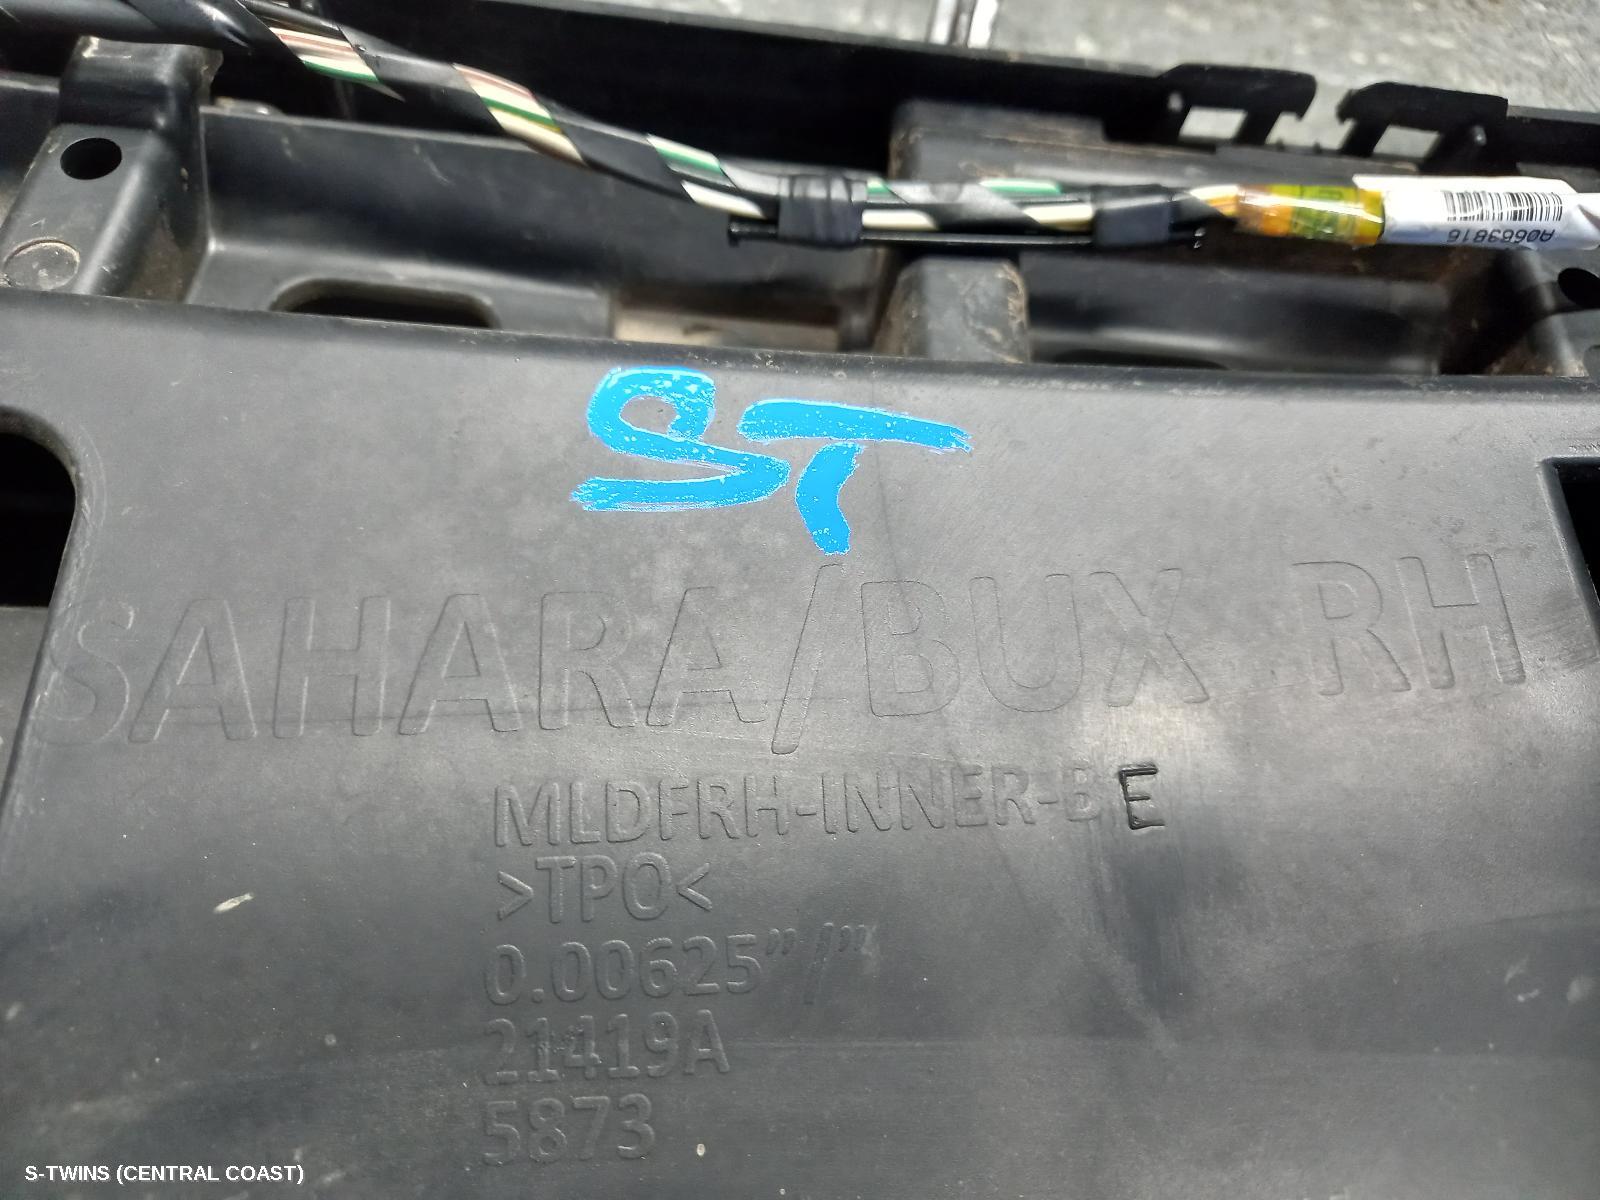 A0663816
ST
SAHARA/BUX RH
MLDFRH-INNER-BE
>TPO<
0.00625"/"
21419A
5873
S-TWINS (CENTRAL COAST)